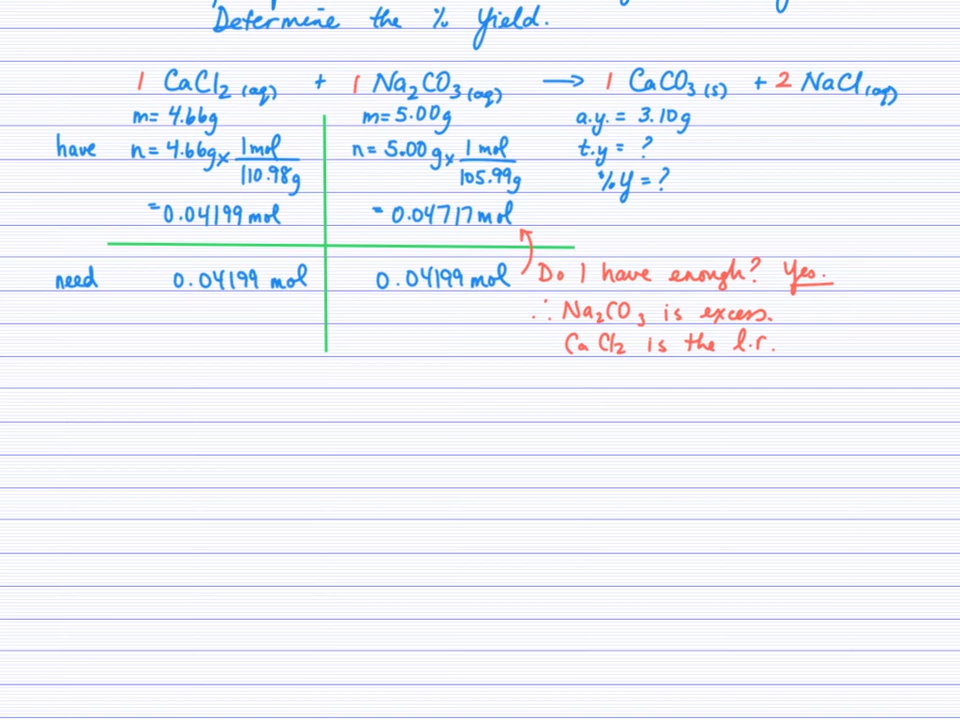 Determine the % Yield.
1 CaCl2 (aq) + 1 Na2CO3 (aq) → 1 CaCO3 (s) + 2 NaCl (aq)
m= 4.66g m=5.00g a.y. = 3.10g
have n= 4.66g x 1mol/110.98g n= 5.00 g x 1 mol/105.99g t.y = ?
%Y = ?
=0.04199 mol = 0.04717 mol
need 0.04199 mol 0.04199 mol Do I have enough? Yes.
∴ Na2CO3 is excess.
CaCl2 is the l.r.